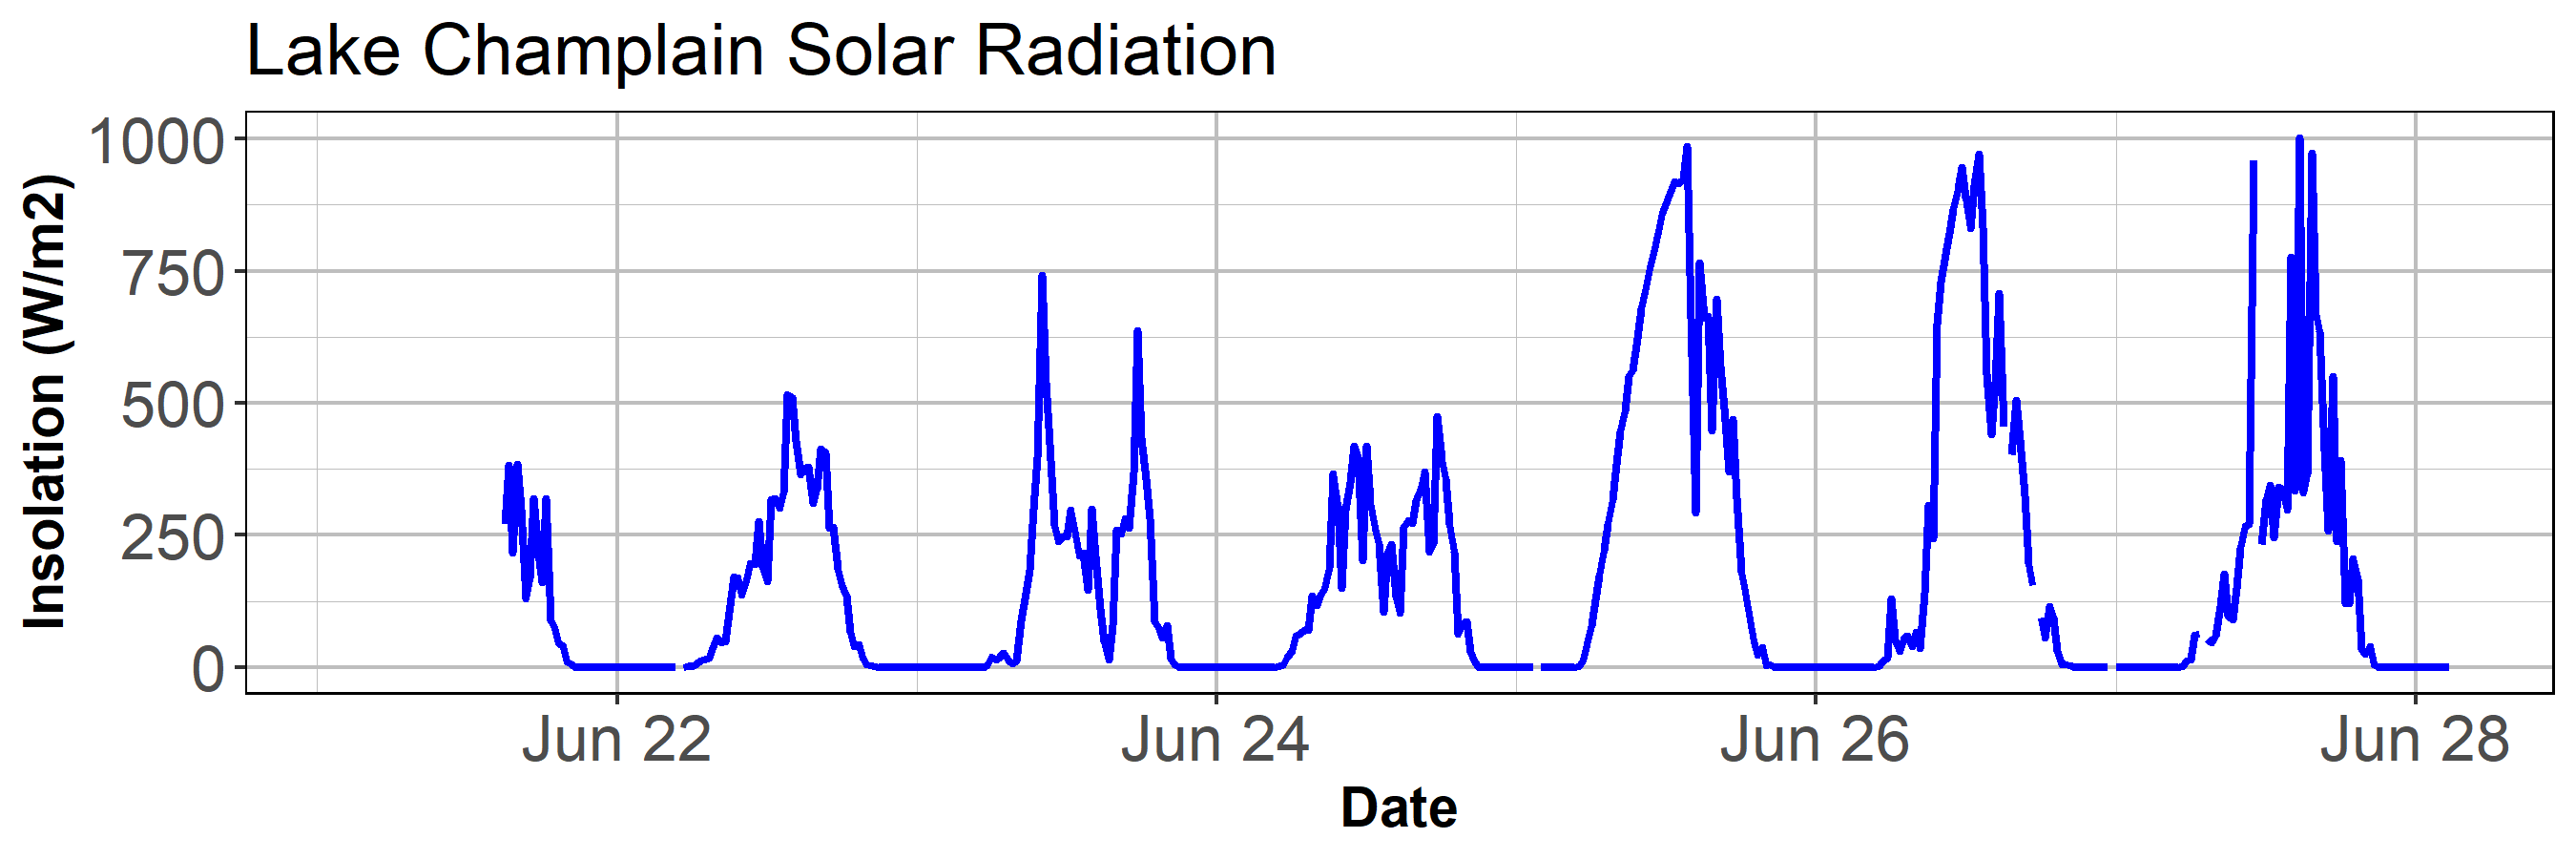 Lake Champlain Solar Radiation
Insolation (W/m2)
1000
750
500
250
0
Jun 22 Jun 24 Jun 26 Jun 28
Date